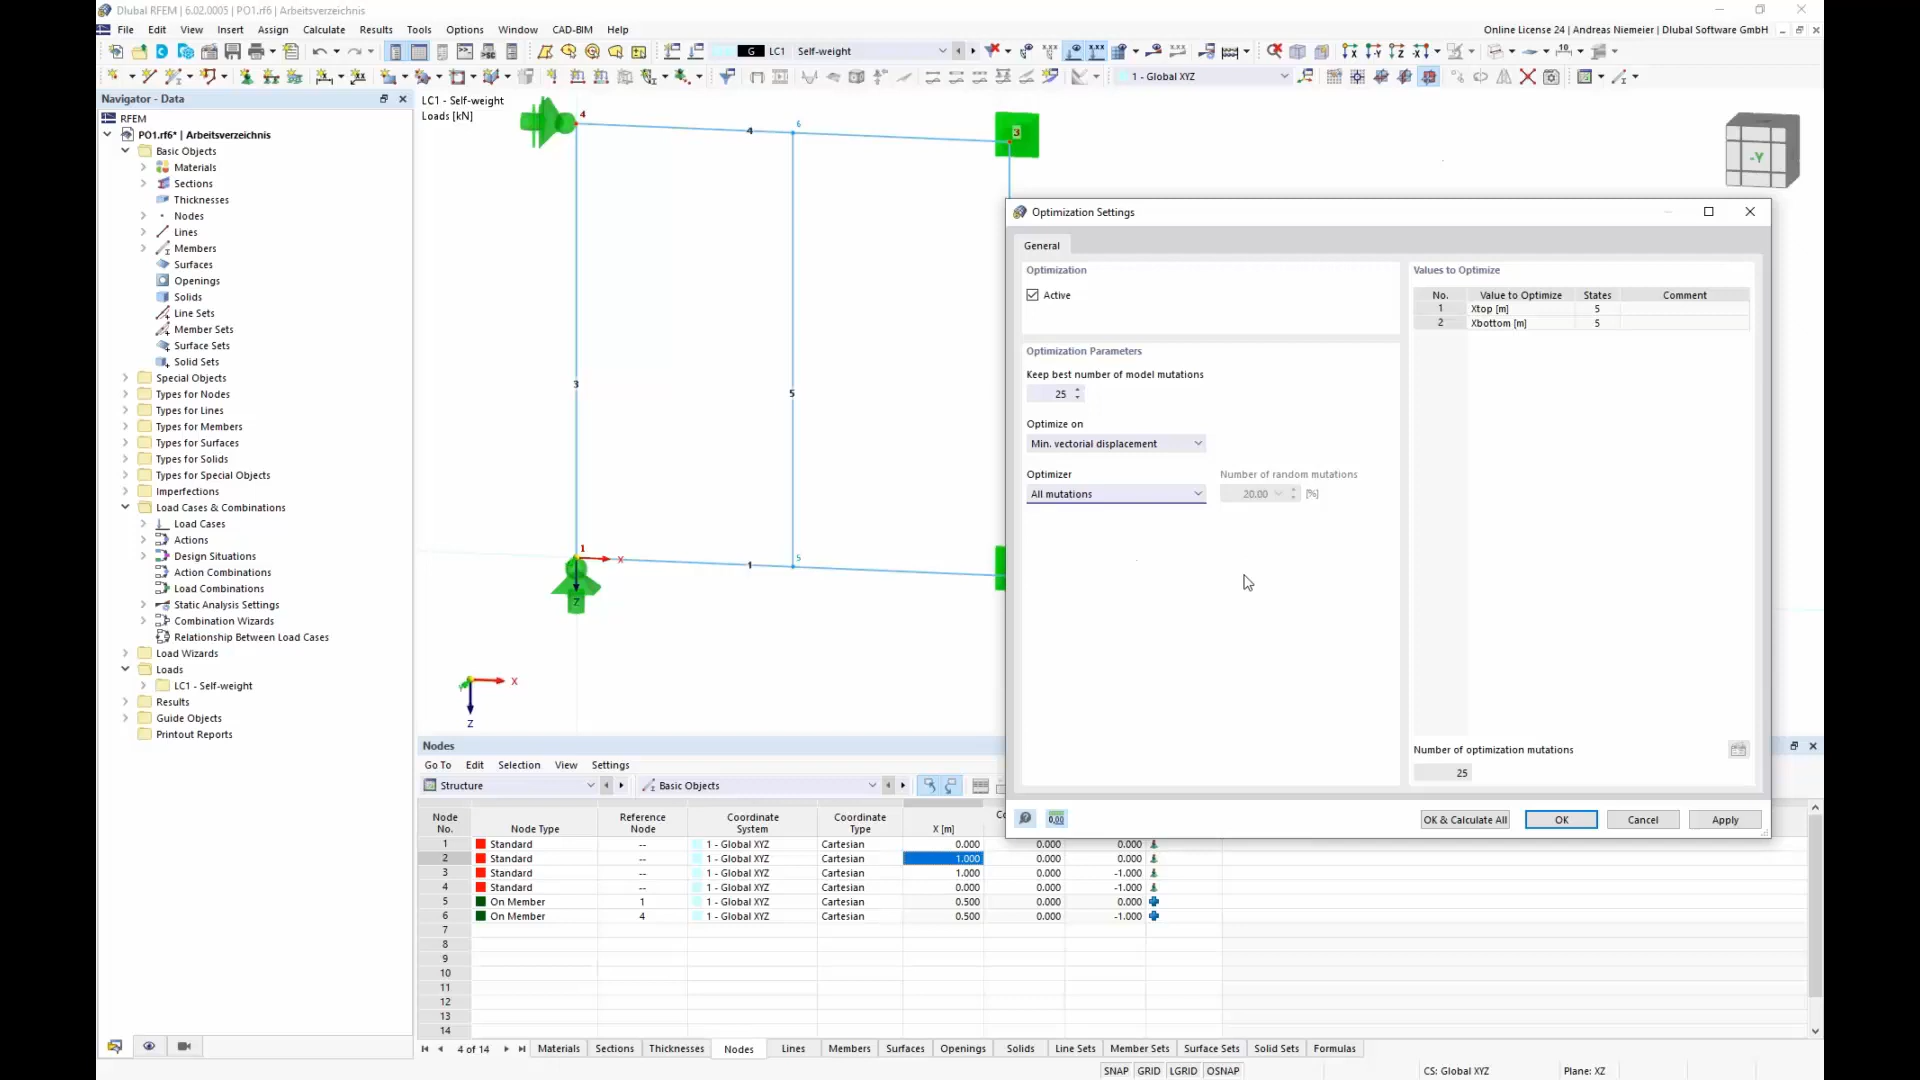 Dlubal RFEM | 6.02.0005 | PO1.rf6* | Arbeitsverzeichnis
File Edit View Insert Assign Calculate Results Tools Options Window CAD-BIM Help
Online License 24 | Andreas Niemeier | Dlubal Software GmbH
G LC1 Self-weight
1 - Global XYZ
Navigator - Data
RFEM
PO1.rf6* | Arbeitsverzeichnis
Basic Objects
Materials
Sections
Thicknesses
Nodes
Lines
Members
Surfaces
Openings
Solids
Line Sets
Member Sets
Surface Sets
Solid Sets
Special Objects
Types for Nodes
Types for Lines
Types for Members
Types for Surfaces
Types for Solids
Types for Special Objects
Imperfections
Load Cases & Combinations
Load Cases
Actions
Design Situations
Action Combinations
Load Combinations
Static Analysis Settings
Combination Wizards
Relationship Between Load Cases
Load Wizards
Loads
LC1 - Self-weight
Results
Guide Objects
Printout Reports
LC1 - Self-weight
Loads [kN]
4
4
6
3
3
5
1
X
Z
1
5
X
Z
-Y
Optimization Settings
General
Optimization
Active
Optimization Parameters
Keep best number of model mutations
25
Optimize on
Min. vectorial displacement
Optimizer
Number of random mutations
All mutations
20.00 [%]
Values to Optimize
No. Value to Optimize States Comment
1 Xtop [m] 5
2 Xbottom [m] 5
Number of optimization mutations
25
OK & Calculate All OK Cancel Apply
Nodes
Go To Edit Selection View Settings
Structure Basic Objects
Node No. Node Type Reference Node Coordinate System Coordinate Type X [m]
1 Standard -- 1 - Global XYZ Cartesian 0.000 0.000 0.000
2 Standard -- 1 - Global XYZ Cartesian 1.000 0.000 0.000
3 Standard -- 1 - Global XYZ Cartesian 1.000 0.000 -1.000
4 Standard -- 1 - Global XYZ Cartesian 0.000 0.000 -1.000
5 On Member 1 1 - Global XYZ Cartesian 0.500 0.000 0.000
6 On Member 4 1 - Global XYZ Cartesian 0.500 0.000 -1.000
7
8
9
10
11
12
13
14
4 of 14 Materials Sections Thicknesses Nodes Lines Members Surfaces Openings Solids Line Sets Member Sets Surface Sets Solid Sets Formulas
SNAP GRID LGRID OSNAP CS: Global XYZ Plane: XZ